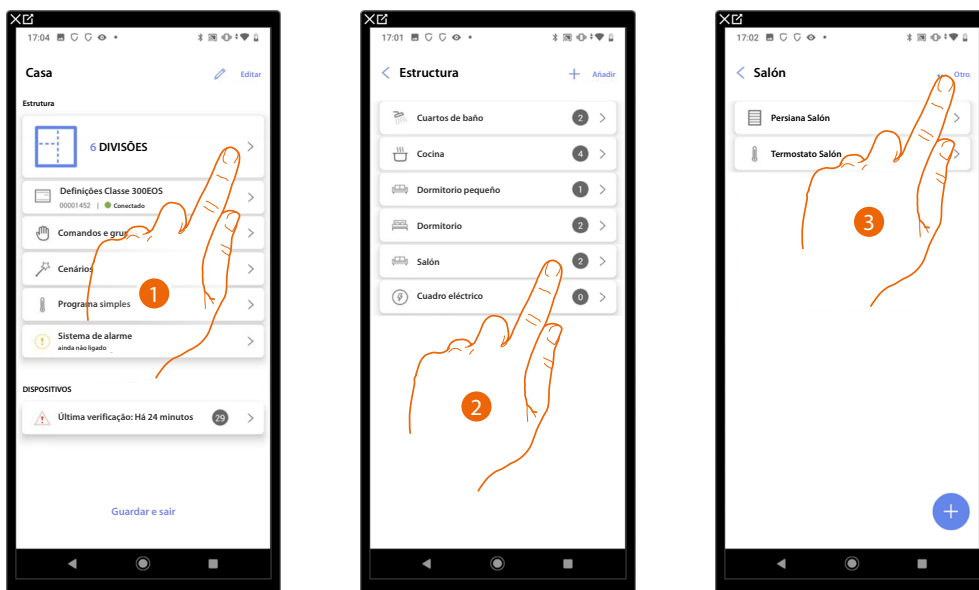 17:04
Casa
Editar
Estrutura
6 DIVISÕES
Definições Classe 300EOS
00001452 | Conectado
Comandos e gru
Cenários
Programa simples
Sistema de alarme
ainda não ligado
DISPOSITIVOS
Última verificação: Há 24 minutos 29
Guardar e sair
1
17:01
Estructura
Añadir
Cuartos de baño 2
Cocina 4
Dormitorio pequeño 1
Dormitorio 2
Salón 2
Cuadro eléctrico 0
2
17:02
Salón
Otro
Persiana Salón
Termostato Salón
3